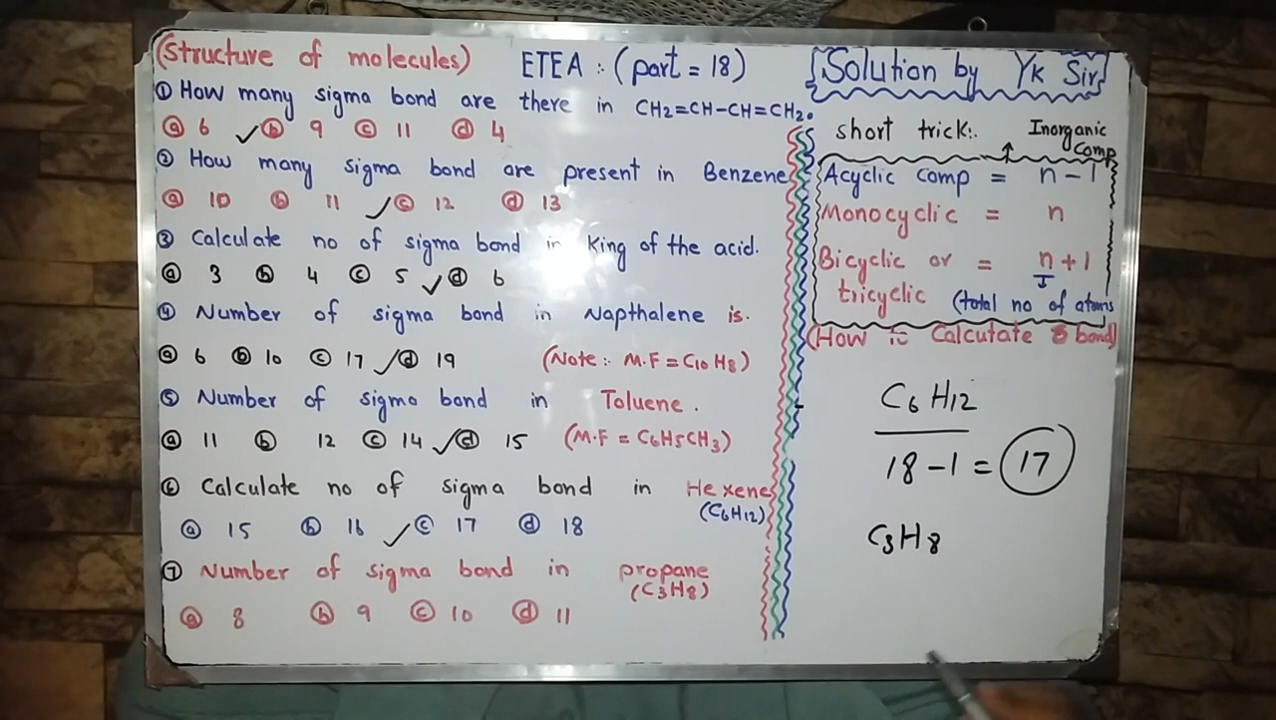 (Structure of molecules) ETEA : (part = 18)
① How many sigma bond are there in CH2=CH-CH=CH2.
ⓐ 6 ✓ⓑ 9 ⓒ 11 ⓓ 4
② How many sigma bond are present in Benzene
ⓐ 10 ⓑ 11 ✓ⓒ 12 ⓓ 13
③ Calculate no of sigma bond in King of the acid.
ⓐ 3 ⓑ 4 ⓒ 5 ✓ⓓ 6
④ Number of sigma bond in Napthalene is.
ⓐ 6 ⓑ 10 ⓒ 17 ✓ⓓ 19 (Note:- M.F = C10H8)
⑤ Number of sigma bond in Toluene.
ⓐ 11 ⓑ 12 ⓒ 14 ✓ⓓ 15 (M.F = C6H5CH3)
⑥ Calculate no of sigma bond in Hexene
(C6H12)
ⓐ 15 ⓑ 16 ✓ⓒ 17 ⓓ 18
⑦ Number of sigma bond in propane
(C3H8)
ⓐ 8 ⓑ 9 ⓒ 10 ⓓ 11
Solution by Yk Sir
short trick:. ↑ Inorganic
Comp
Acyclic comp = n-1
Monocyclic = n
Bicyclic or = n+1
tricyclic (total no of atoms
(How to Calcutate δ bond)
C6H12
18-1 = 17
C3H8